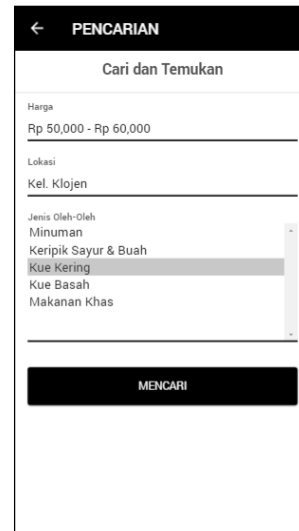 PENCARIAN
Cari dan Temukan
Harga
Rp 50,000 - Rp 60,000
Lokasi
Kel. Klojen
Jenis Oleh-Oleh
Minuman
Keripik Sayur & Buah
Kue Kering
Kue Basah
Makanan Khas
MENCARI